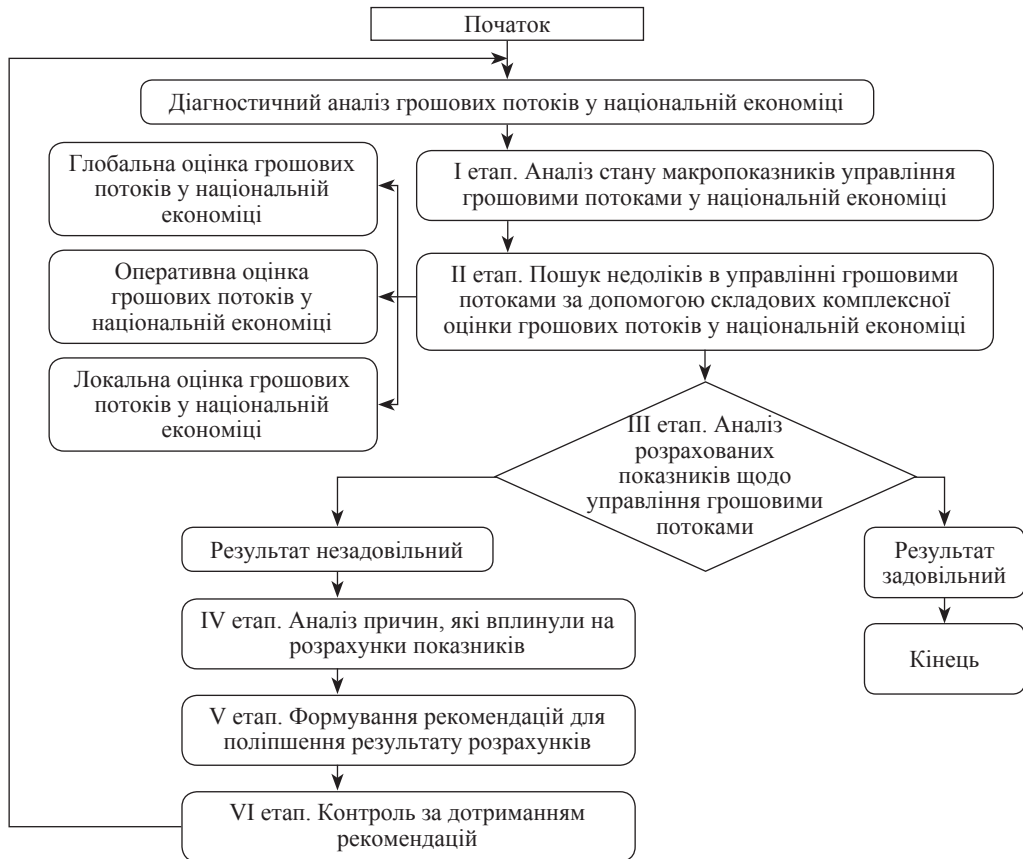 Початок
Діагностичний аналіз грошових потоків у національній економіці
Глобальна оцінка грошових
потоків у національній
економіці
І етап. Аналіз стану макропоказників управління
грошовими потоками у національній економіці
Оперативна оцінка
грошових потоків у
національній економіці
ІІ етап. Пошук недоліків в управлінні грошовими
потоками за допомогою складових комплексної
оцінки грошових потоків у національній економіці
Локальна оцінка грошових
потоків у національній
економіці
ІІІ етап. Аналіз
розрахованих
показників щодо
управління грошовими
потоками
Результат незадовільний
Результат
задовільний
IV етап. Аналіз причин, які вплинули на
розрахунки показників
Кінець
V етап. Формування рекомендацій для
поліпшення результату розрахунків
VI етап. Контроль за дотриманням
рекомендацій